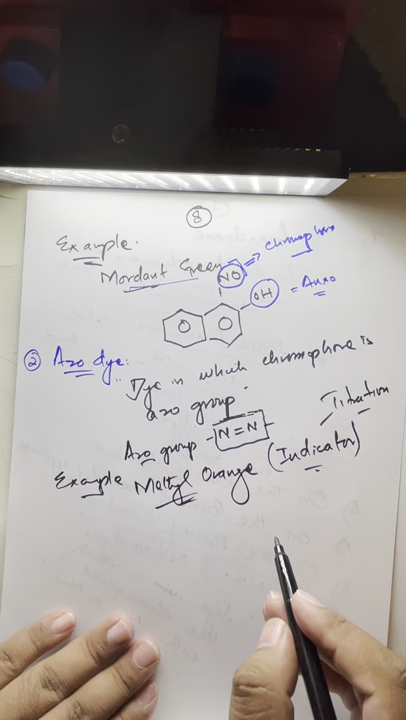 ⑧
Example.
Mordant Green
NO = chromophore
OH = Auxo
② Azo dye:
Dye in which chromophore is
azo group.
Azo group -N=N-
Titration
Example Methyl Orange (Indicator)